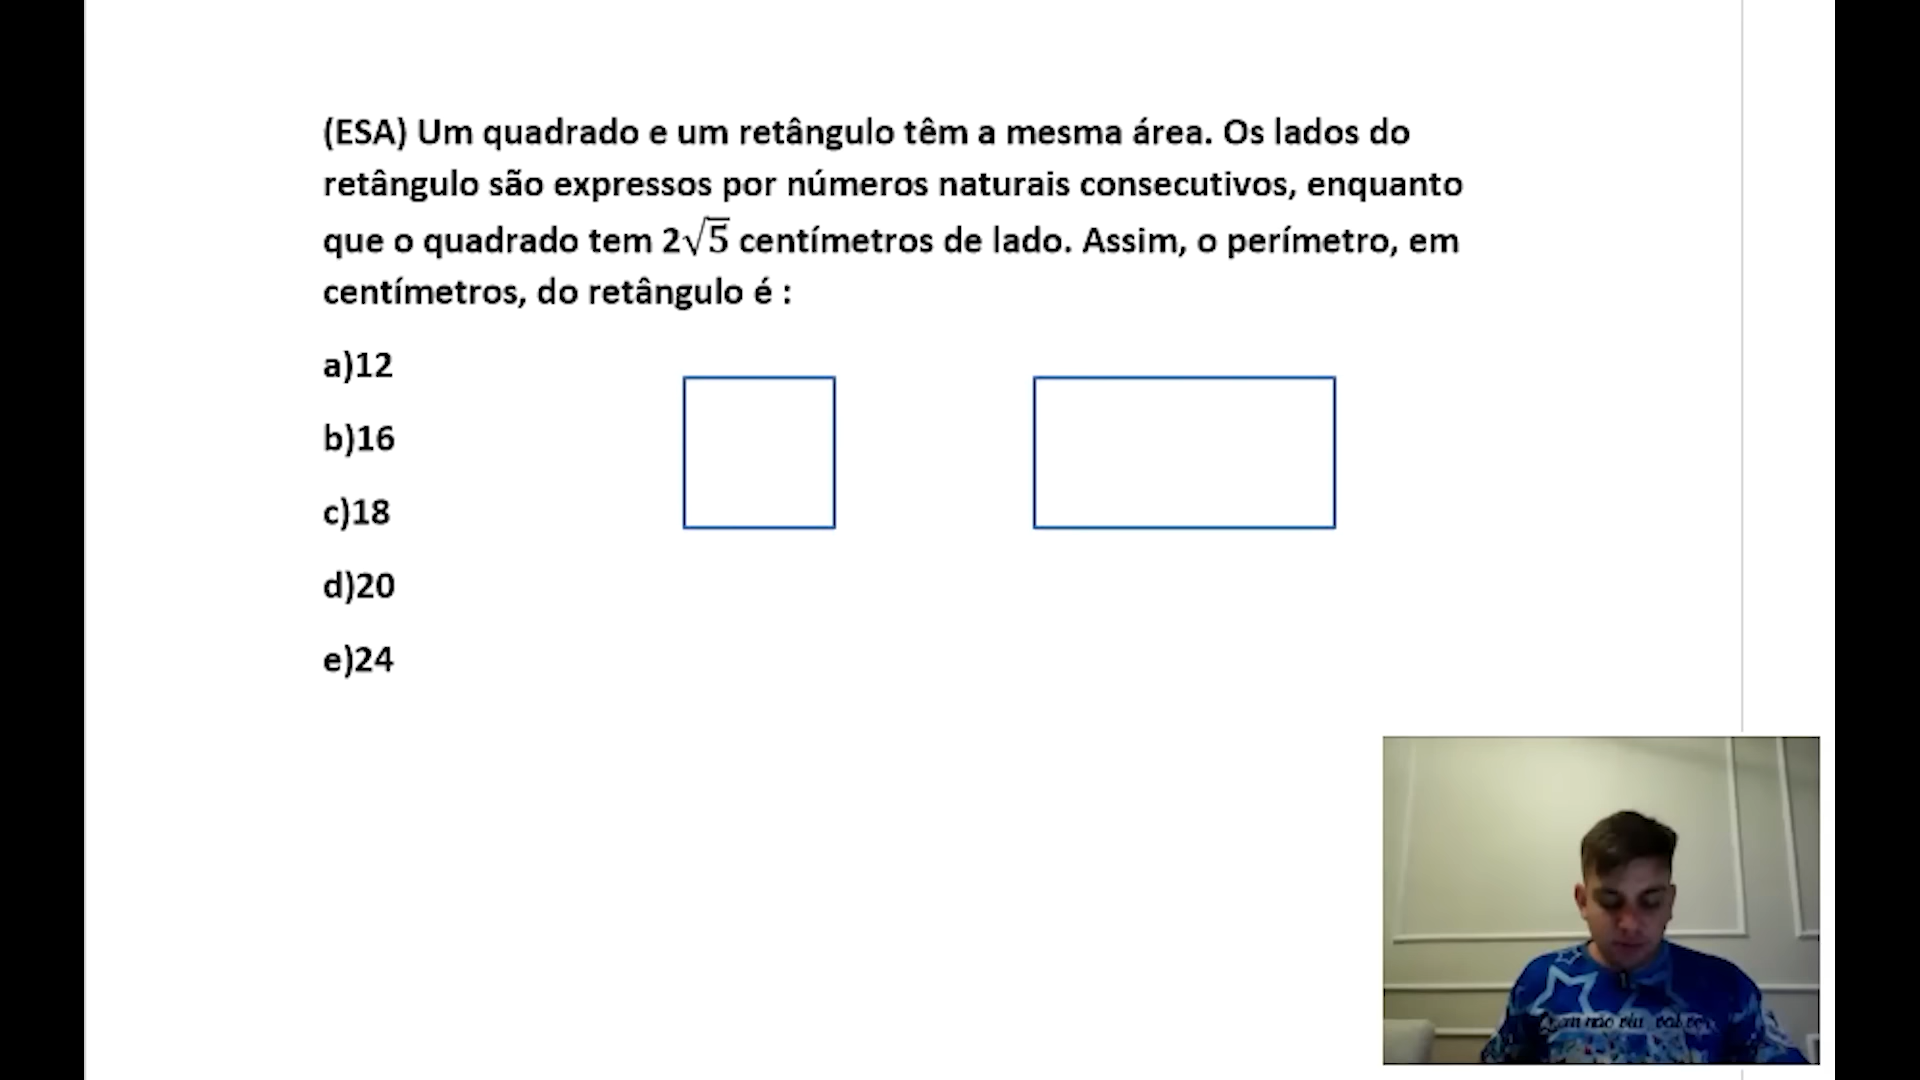 (ESA) Um quadrado e um retângulo têm a mesma área. Os lados do
retângulo são expressos por números naturais consecutivos, enquanto
que o quadrado tem 2√5 centímetros de lado. Assim, o perímetro, em
centímetros, do retângulo é :
a)12
b)16
c)18
d)20
e)24
não viu